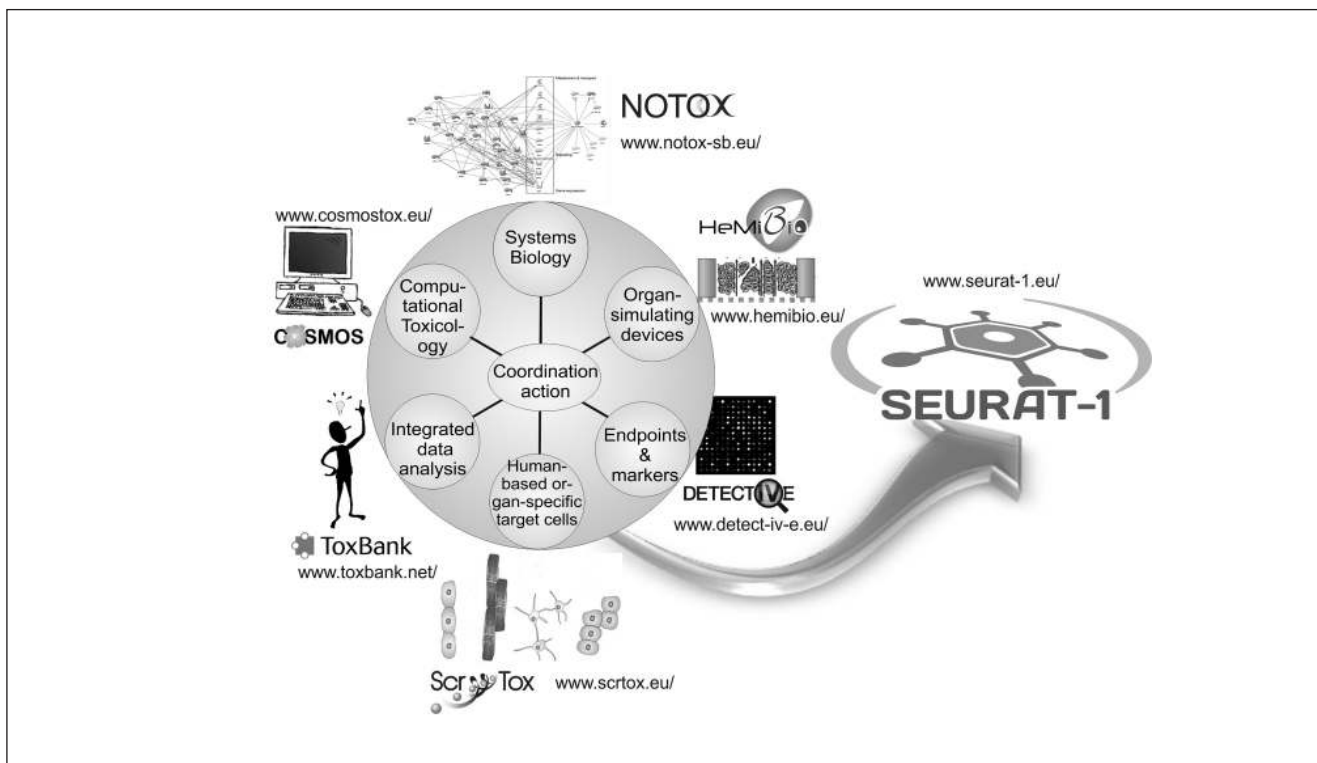 NOTOX
www.notox-sb.eu/
www.cosmostox.eu/
HeMiBio
Systems
Biology
Compu-
tational
Toxicol-
ogy
Organ-
simulating
devices
www.hemibio.eu/
www.seurat-1.eu/
COSMOS
Coordination
action
SEURAT-1
Integrated
data
analysis
Endpoints
&
markers
Human-
based or-
gan-specific
target cells
DETECTIVE
www.detect-iv-e.eu/
ToxBank
www.toxbank.net/
ScrTox
www.scrtox.eu/